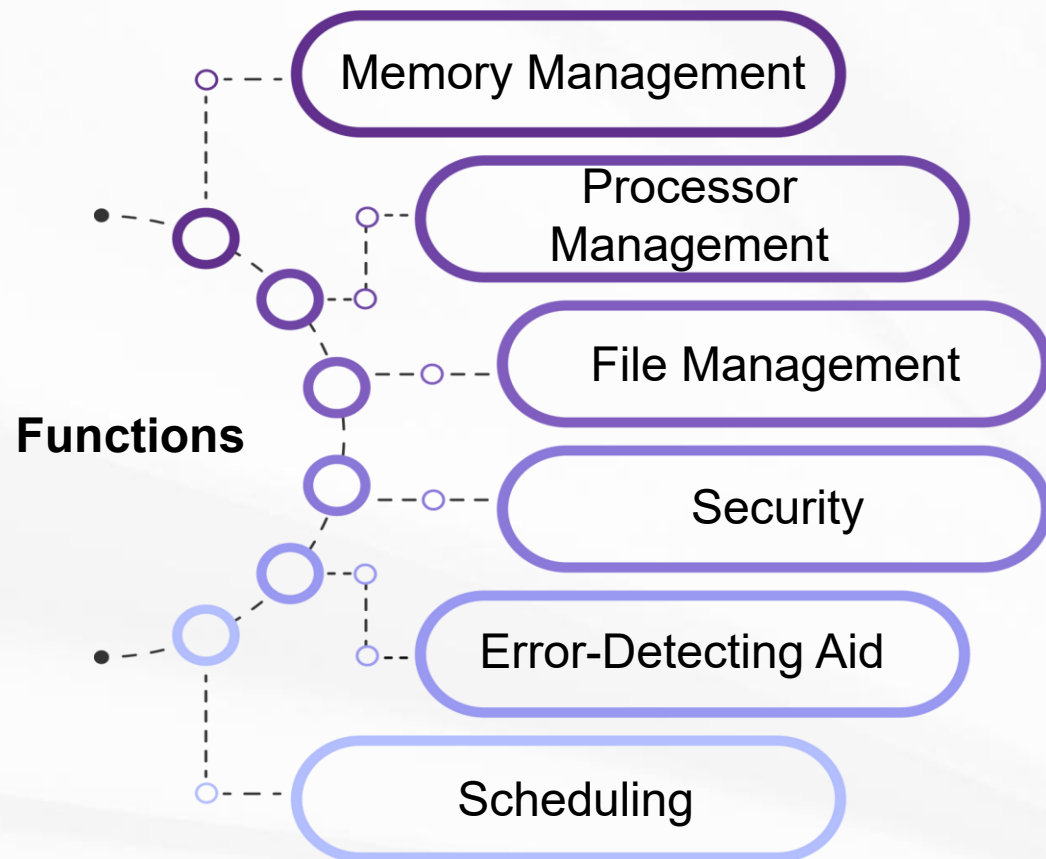 Memory Management
Processor
Management
File Management
Functions
Security
Error-Detecting Aid
Scheduling